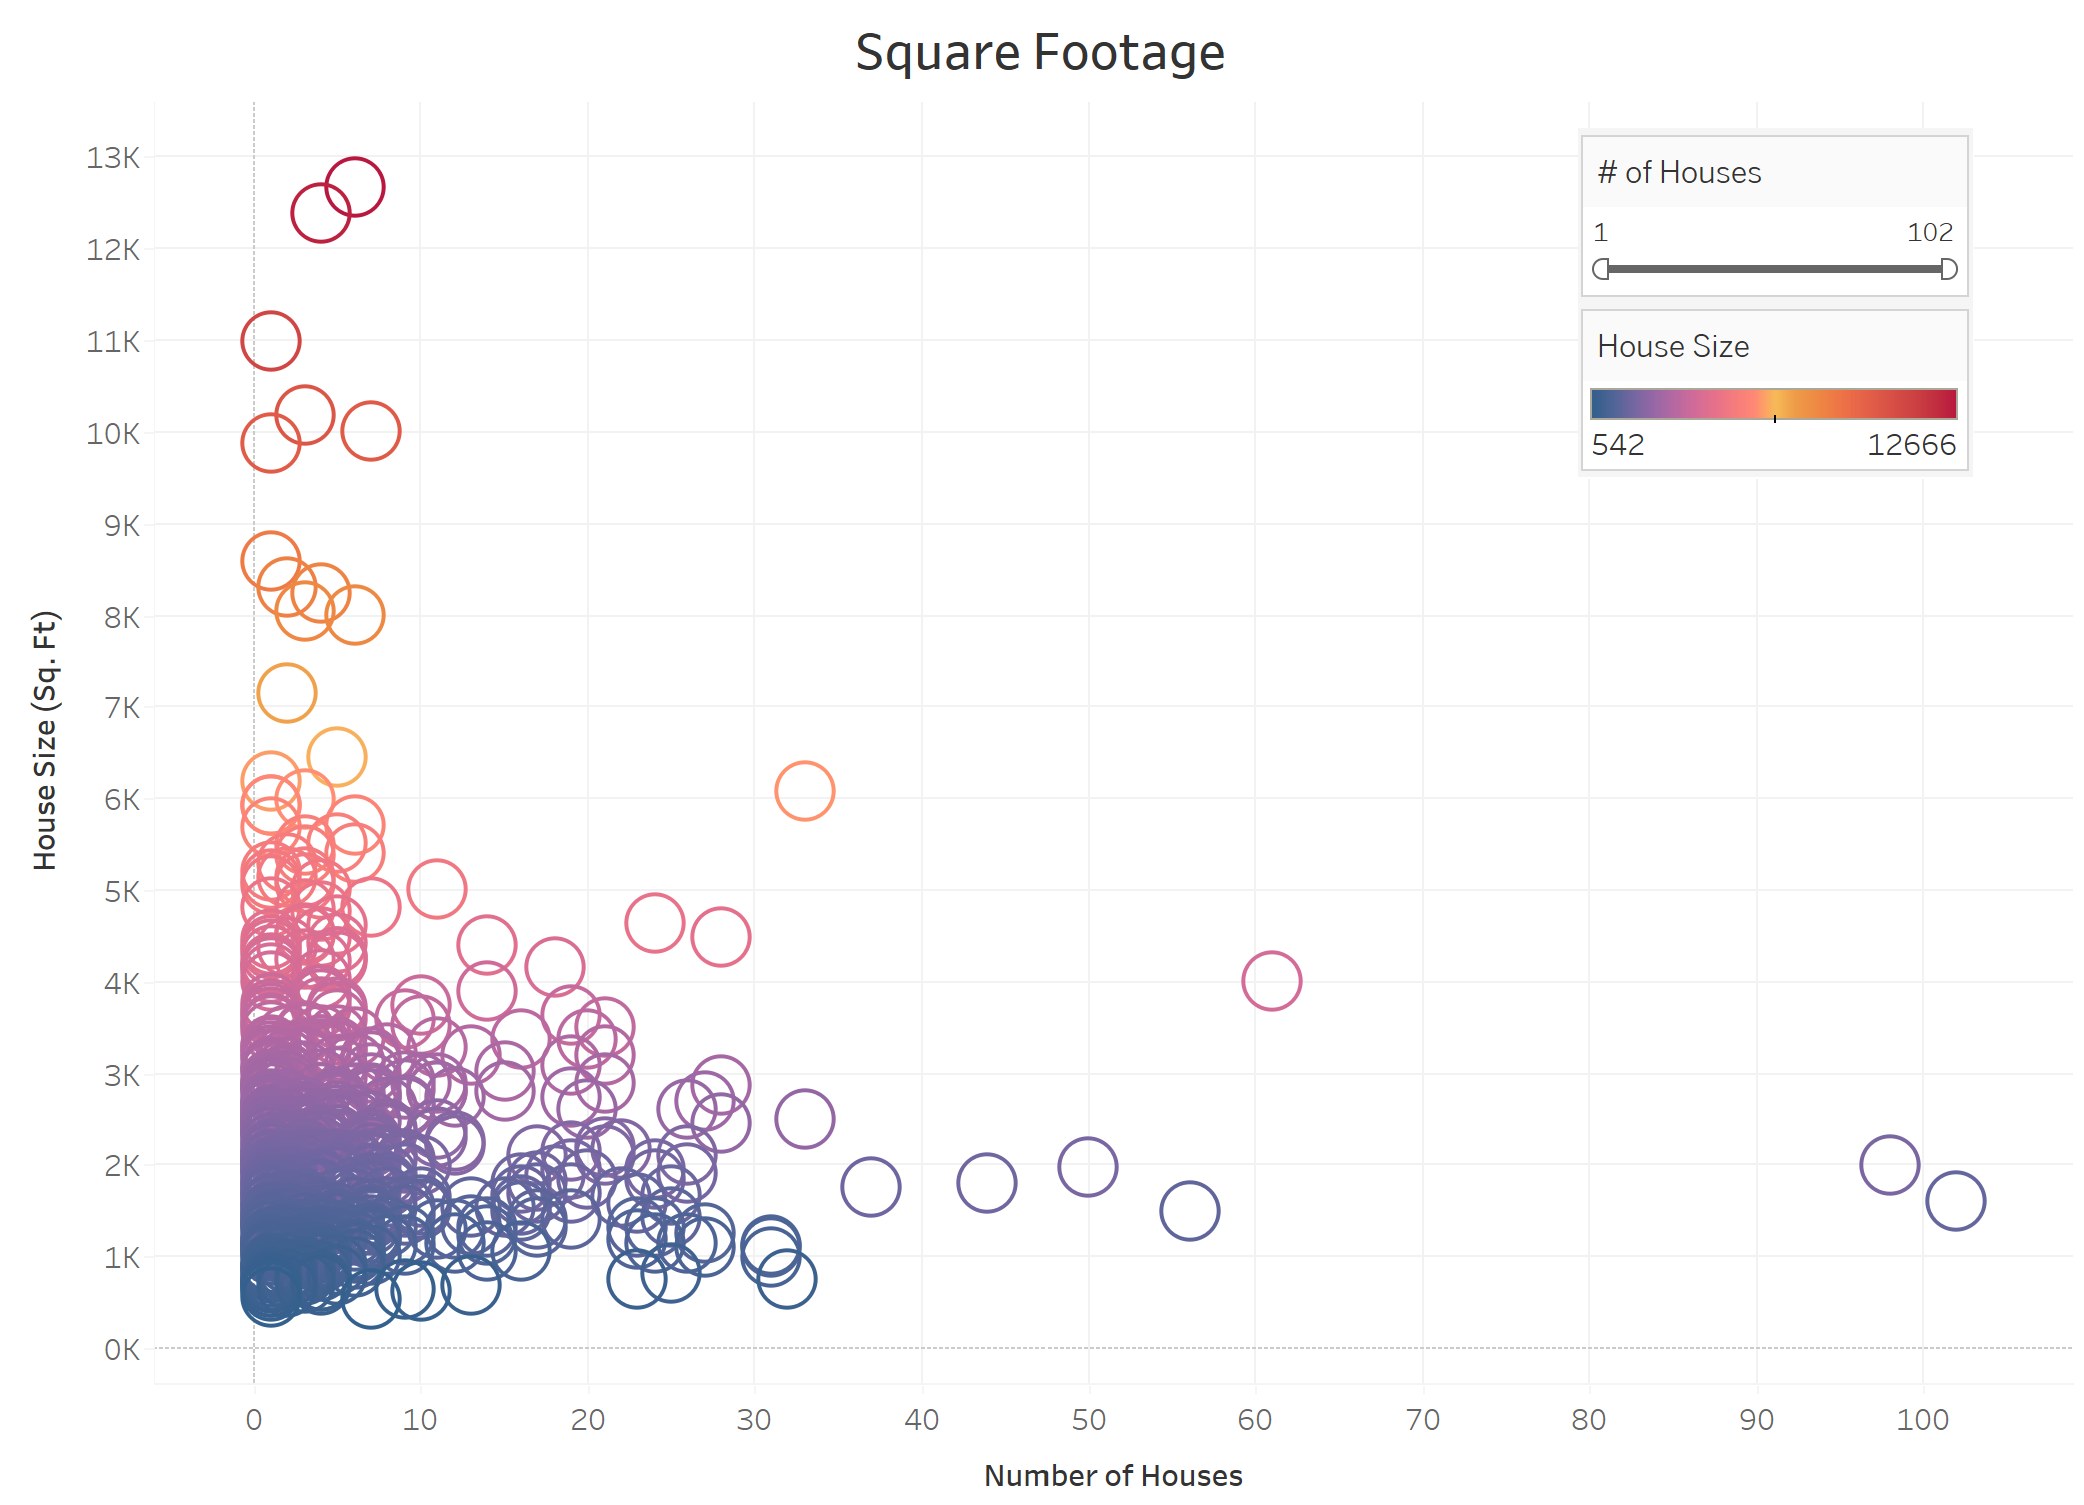 Square Footage
# of Houses
1 102
House Size
542 12666
House Size (Sq. Ft)
13K
12K
11K
10K
9K
8K
7K
6K
5K
4K
3K
2K
1K
0K
0 10 20 30 40 50 60 70 80 90 100
Number of Houses